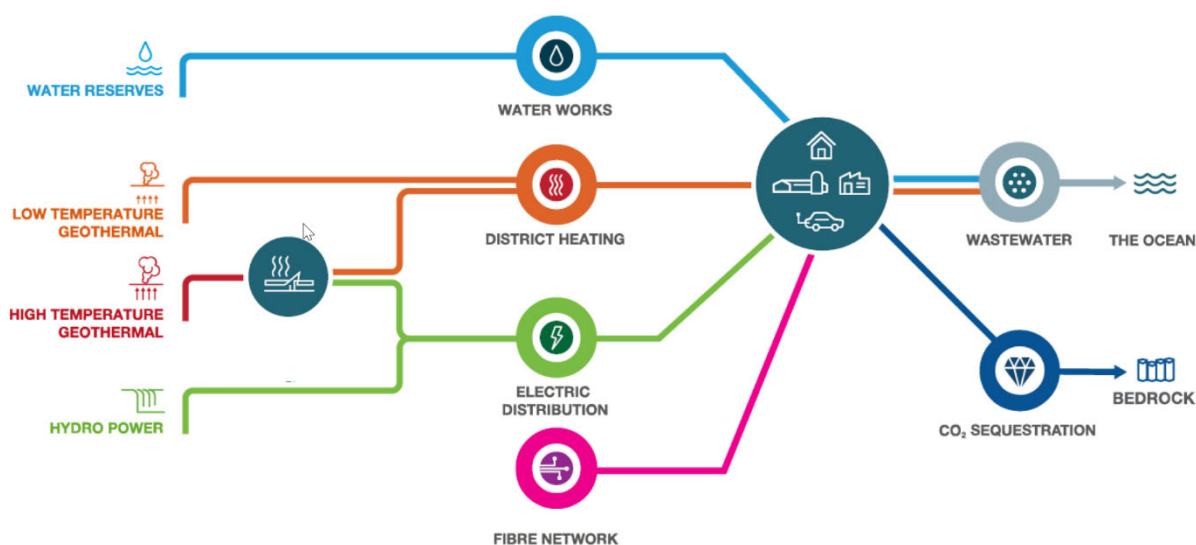 WATER RESERVES
WATER WORKS
LOW TEMPERATURE
GEOTHERMAL
DISTRICT HEATING
WASTEWATER
THE OCEAN
HIGH TEMPERATURE
GEOTHERMAL
ELECTRIC
DISTRIBUTION
BEDROCK
HYDRO POWER
CO₂ SEQUESTRATION
FIBRE NETWORK